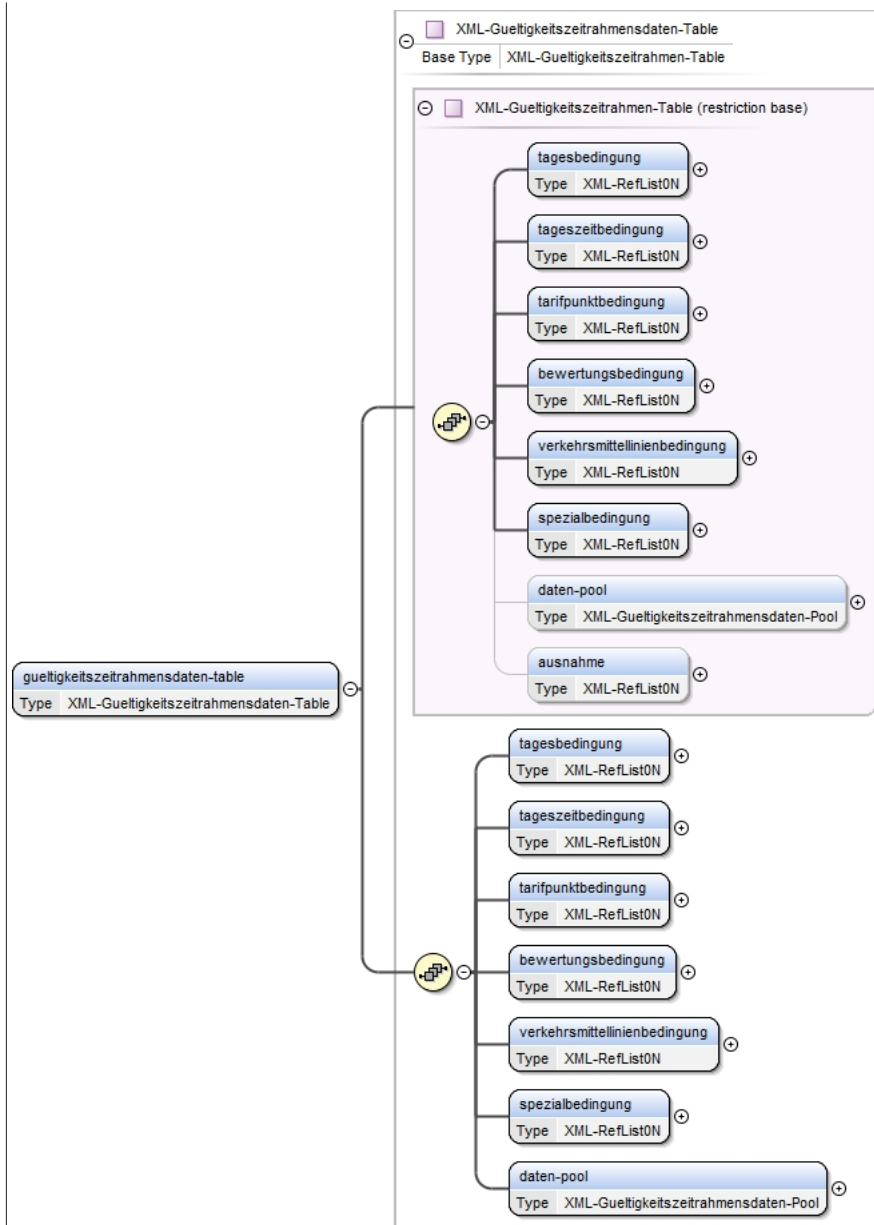 XML-Gueltigkeitszeitrahmensdaten-Table
Base Type XML-Gueltigkeitszeitrahmen-Table
XML-Gueltigkeitszeitrahmen-Table (restriction base)
tagesbedingung
Type XML-RefList0N
tageszeitbedingung
Type XML-RefList0N
tarifpunktbedingung
Type XML-RefList0N
bewertungsbedingung
Type XML-RefList0N
verkehrsmittellinienbedingung
Type XML-RefList0N
spezialbedingung
Type XML-RefList0N
daten-pool
Type XML-Gueltigkeitszeitrahmensdaten-Pool
ausnahme
Type XML-RefList0N
gueltigkeitszeitrahmensdaten-table
Type XML-Gueltigkeitszeitrahmensdaten-Table
tagesbedingung
Type XML-RefList0N
tageszeitbedingung
Type XML-RefList0N
tarifpunktbedingung
Type XML-RefList0N
bewertungsbedingung
Type XML-RefList0N
verkehrsmittellinienbedingung
Type XML-RefList0N
spezialbedingung
Type XML-RefList0N
daten-pool
Type XML-Gueltigkeitszeitrahmensdaten-Pool